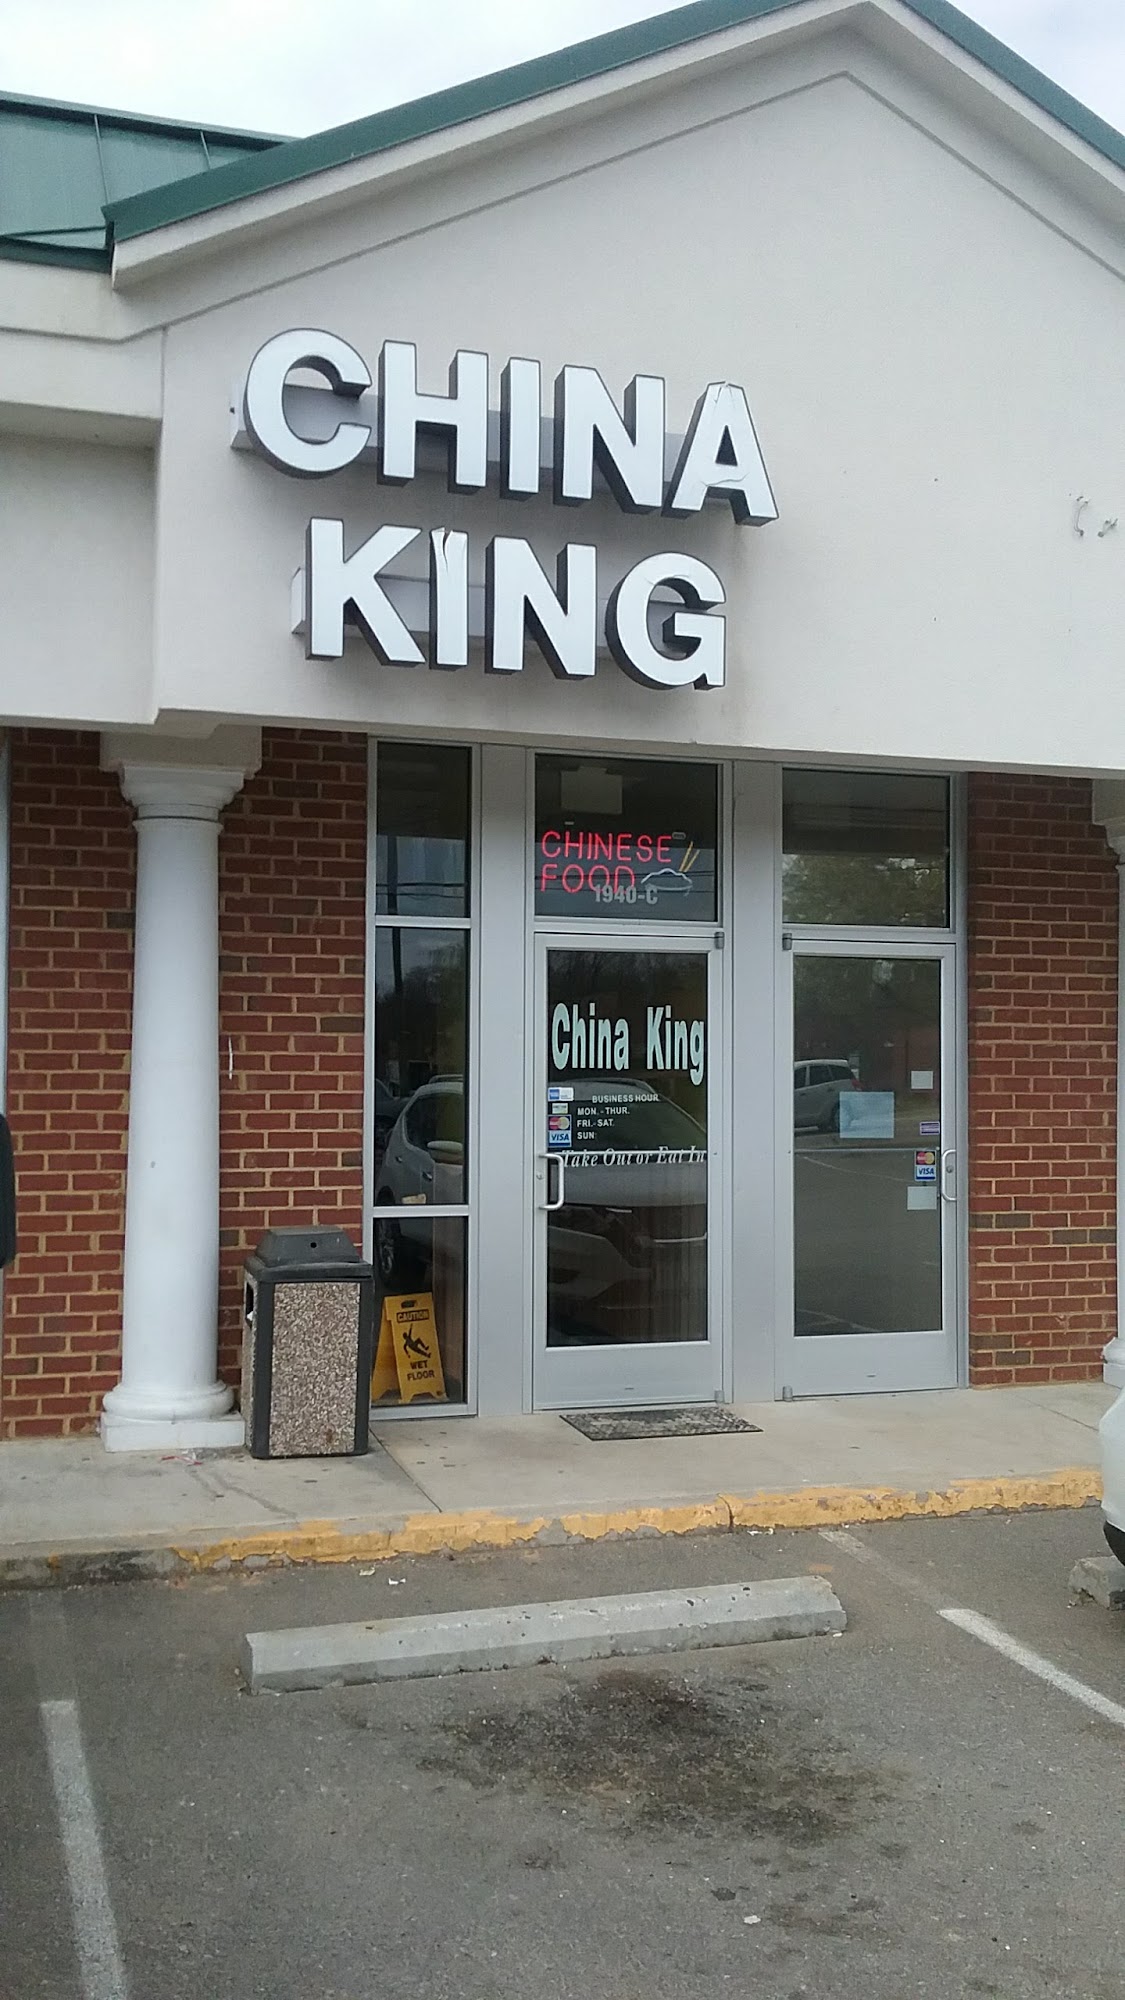 CHINA
KING
CHINESE
FOOD
1940-C
China King
BUSINESS HOUR
MON. - THUR.
FRI.- SAT.
SUN:
Take Out or Eat In
VISA
MasterCard
VISA
CAUTION
WET
FLOOR